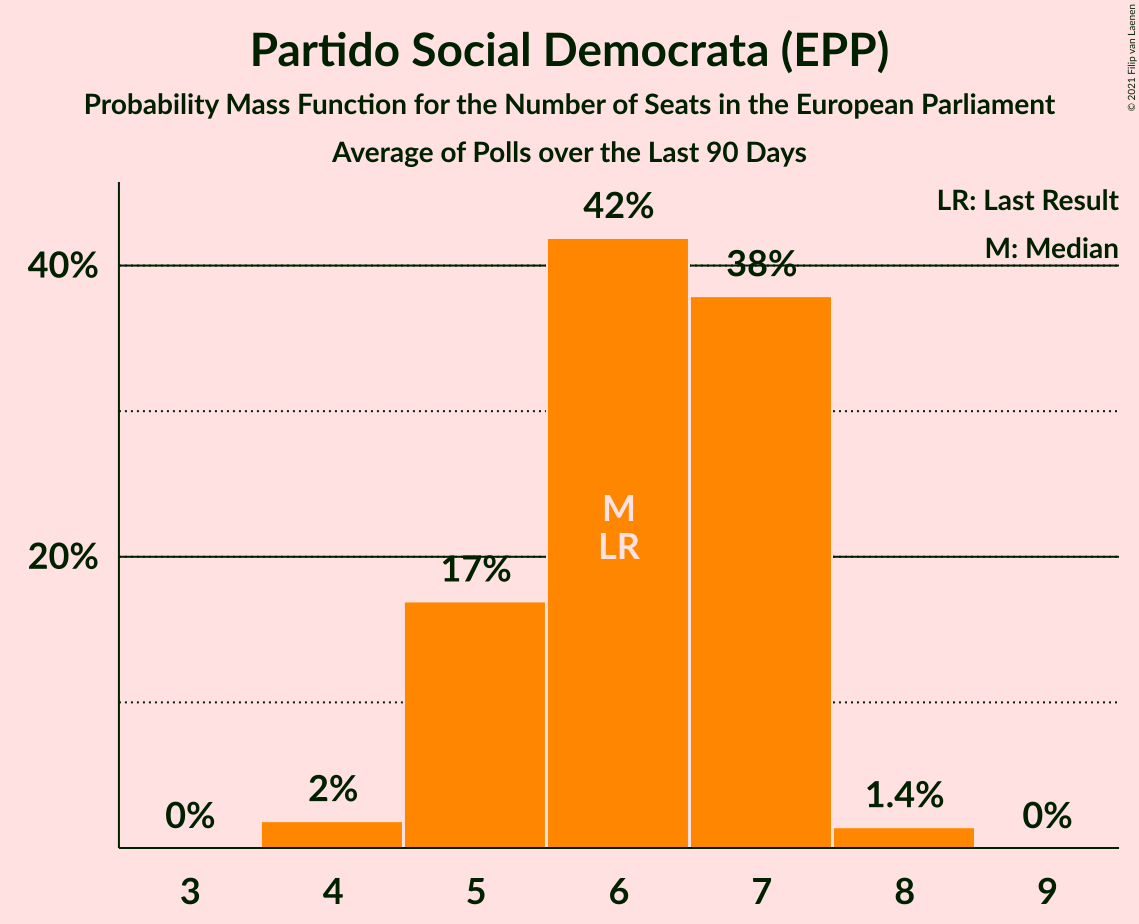 Partido Social Democrata (EPP)
Probability Mass Function for the Number of Seats in the European Parliament
Average of Polls over the Last 90 Days
© 2021 Filip van Laenen
LR: Last Result
M: Median
40%
20%
0%
2%
17%
42%
38%
1.4%
0%
M
LR
3 4 5 6 7 8 9